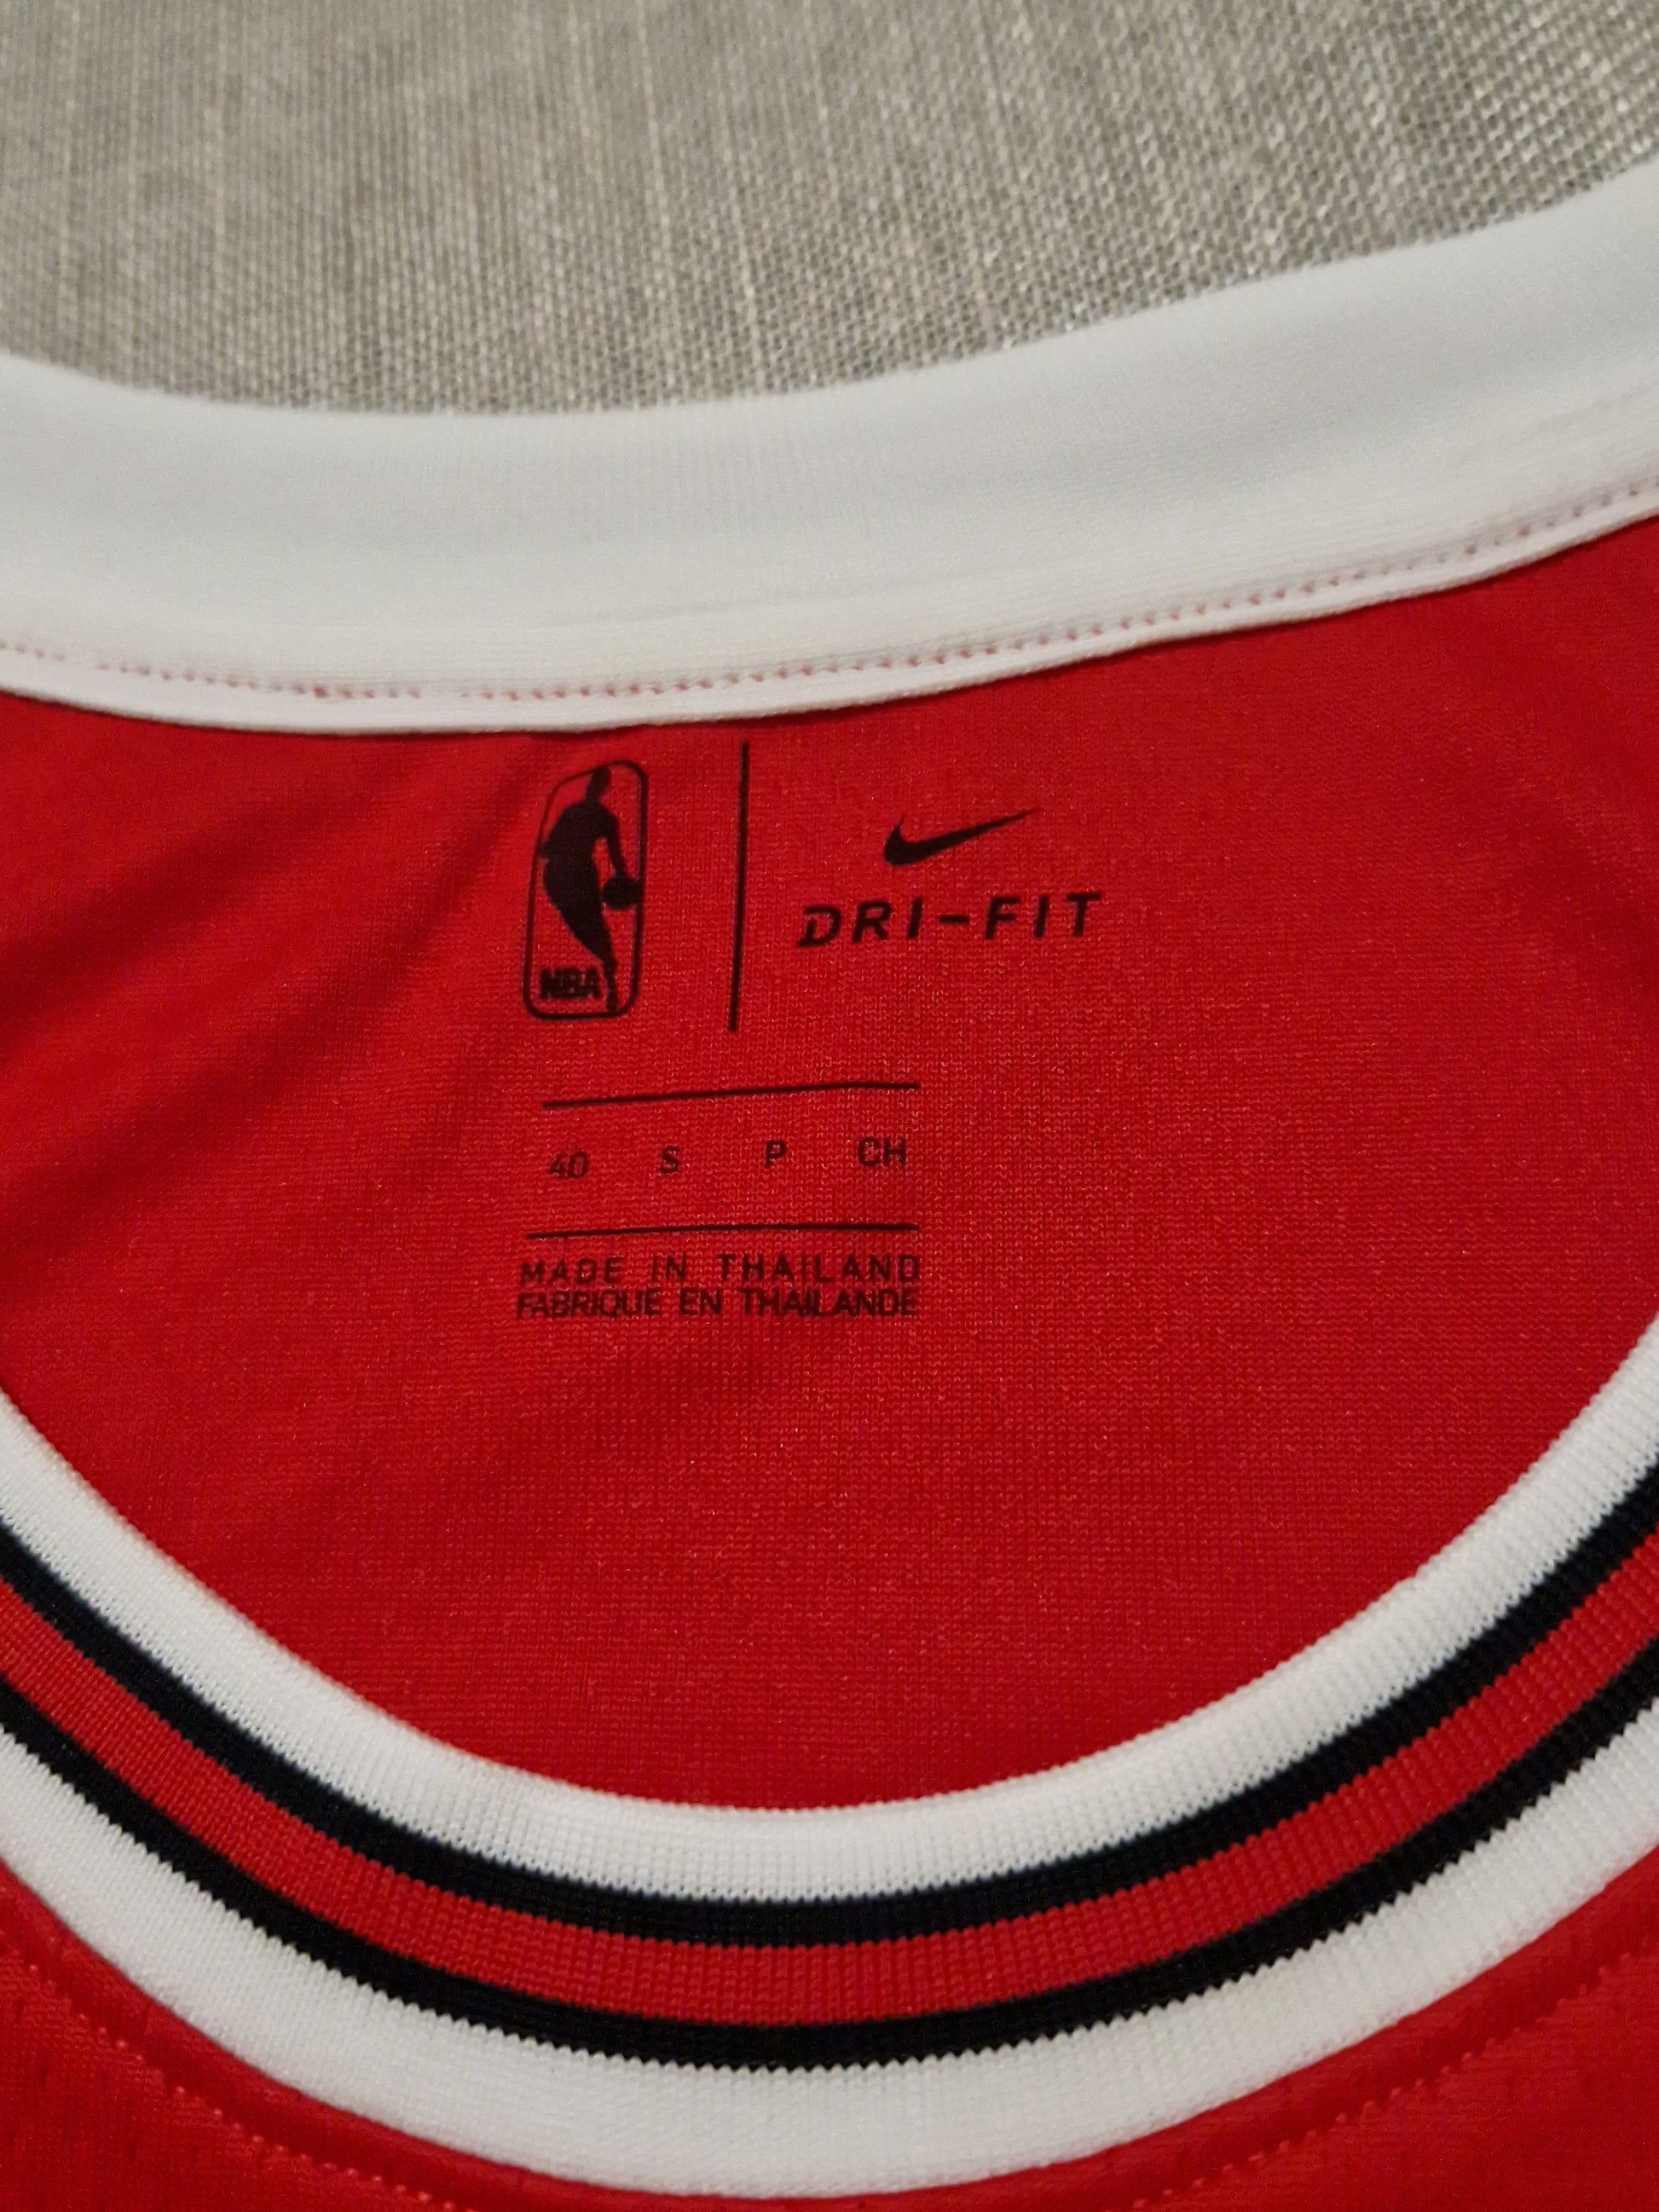 NBA
DRI-FIT
40 S P CH
MADE IN THAILAND
FABRIQUE EN THAILANDE